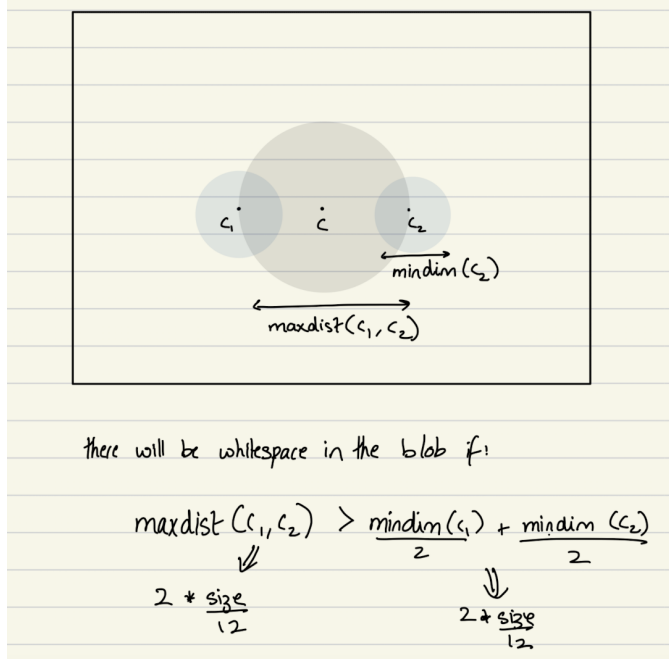 c₁ c c₂
mindim (c₂)
maxdist (c₁, c₂)
there will be whitespace in the blob if:
maxdist (c₁, c₂) > mindim (c₁) / 2 + mindim (c₂) / 2
2 * size / 12
2 * size / 12